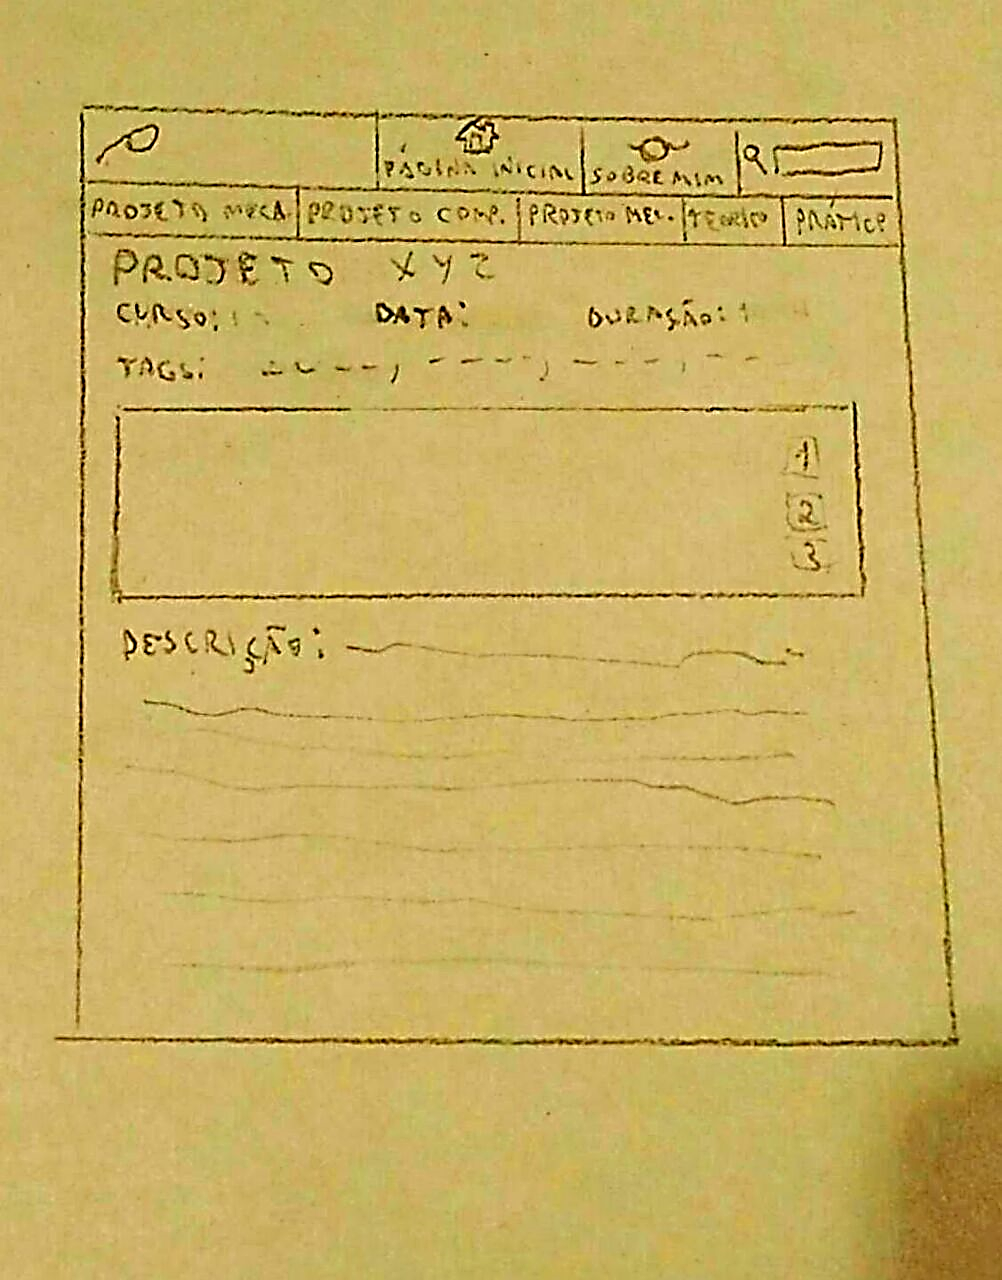 PÁGINA INICIAL SOBRE MIM
PROJETO MECA. PROJETO COMP. PROJETO MEC. TEÓRICO PRÁTICO
PROJETO XYZ
CURSO: DATA: DURAÇÃO:
TAGS:
1
2
3
DESCRIÇÃO: